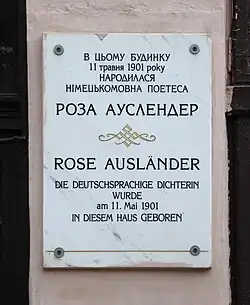 В ЦЬОМУ БУДИНКУ
11 травня 1901 року
НАРОДИЛАСЯ
НІМЕЦЬКОМОВНА ПОЕТЕСА
РОЗА АУСЛЕНДЕР
ROSE AUSLÄNDER
DIE DEUTSCHSPRACHIGE DICHTERIN
WURDE
am 11. Mai 1901
IN DIESEM HAUS GEBOREN